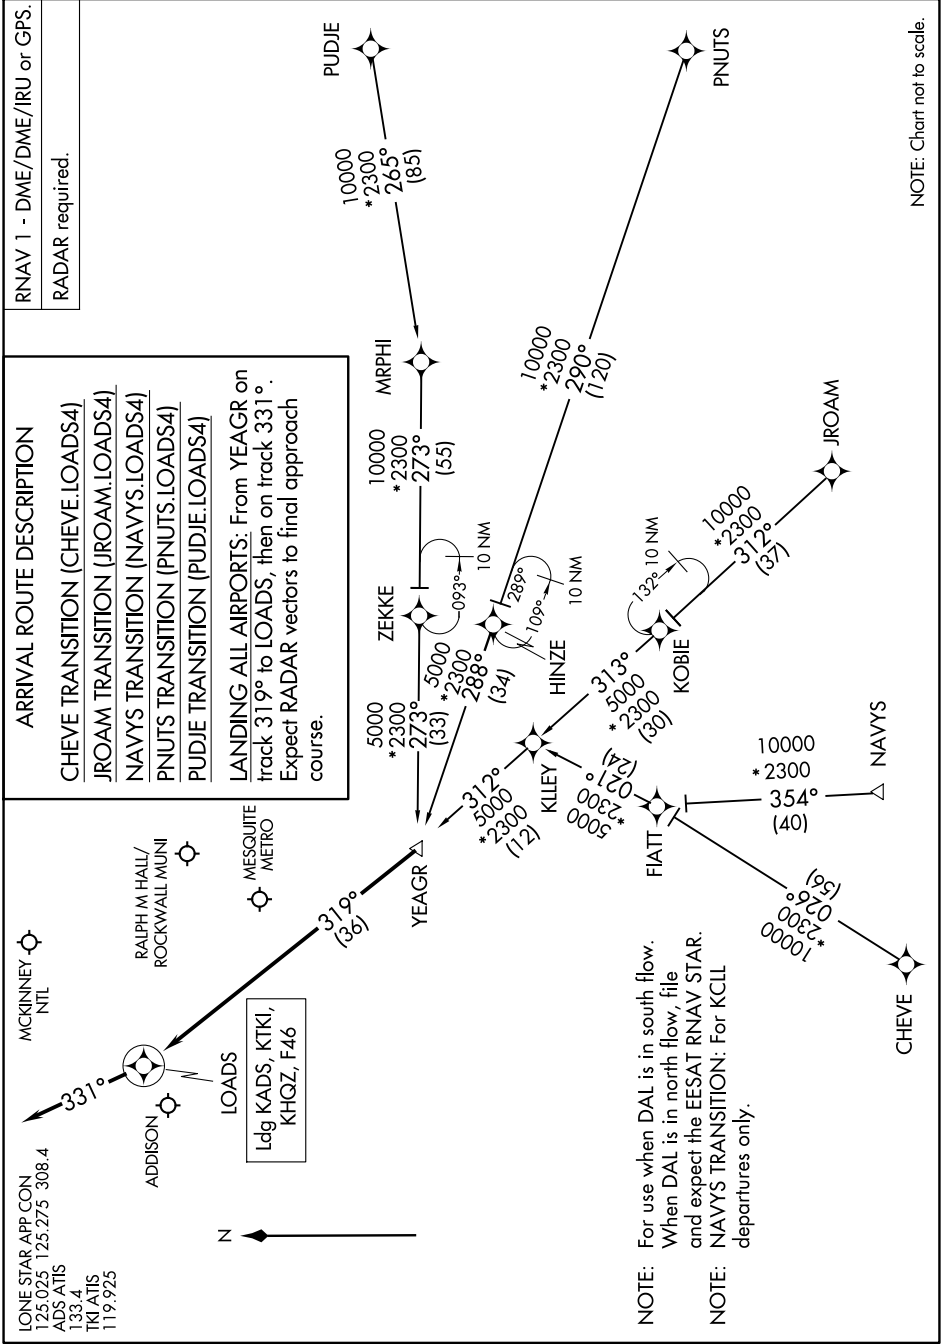 LONE STAR APP CON
125.025 125.275 308.4
ADS ATIS
133.4
TKI ATIS
119.925
RNAV 1 - DME/DME/IRU or GPS.
RADAR required.
ARRIVAL ROUTE DESCRIPTION
CHEVE TRANSITION (CHEVE.LOADS4)
JROAM TRANSITION (JROAM.LOADS4)
NAVYS TRANSITION (NAVYS.LOADS4)
PNUTS TRANSITION (PNUTS.LOADS4)
PUDJE TRANSITION (PUDJE.LOADS4)
LANDING ALL AIRPORTS: From YEAGR on
track 319° to LOADS, then on track 331°.
Expect RADAR vectors to final approach
course.
MCKINNEY
NTL
RALPH M HALL/
ROCKWALL MUNI
MESQUITE
METRO
ADDISON
331°
LOADS
Ldg KADS, KTKI,
KHQZ, F46
N
319°
(36)
YEAGR
PUDJE
10000
*2300
265°
(85)
MRPHI
10000
*2300
273°
(55)
ZEKKE
093°
10 NM
5000
*2300
273°
(33)
PNUTS
10000
*2300
290°
(120)
HINZE
289°
109°
10 NM
5000
*2300
288°
(34)
JROAM
10000
*2300
312°
(37)
KOBIE
132°
10 NM
313°
5000
*2300
(30)
KLLEY
312°
5000
*2300
(12)
5000
*2300
021°
(24)
FIATT
10000
*2300
354°
(40)
NAVYS
10000
*2300
026°
(56)
CHEVE
NOTE: For use when DAL is in south flow.
When DAL is in north flow, file
and expect the EESAT RNAV STAR.
NOTE: NAVYS TRANSITION: For KCLL
departures only.
NOTE: Chart not to scale.